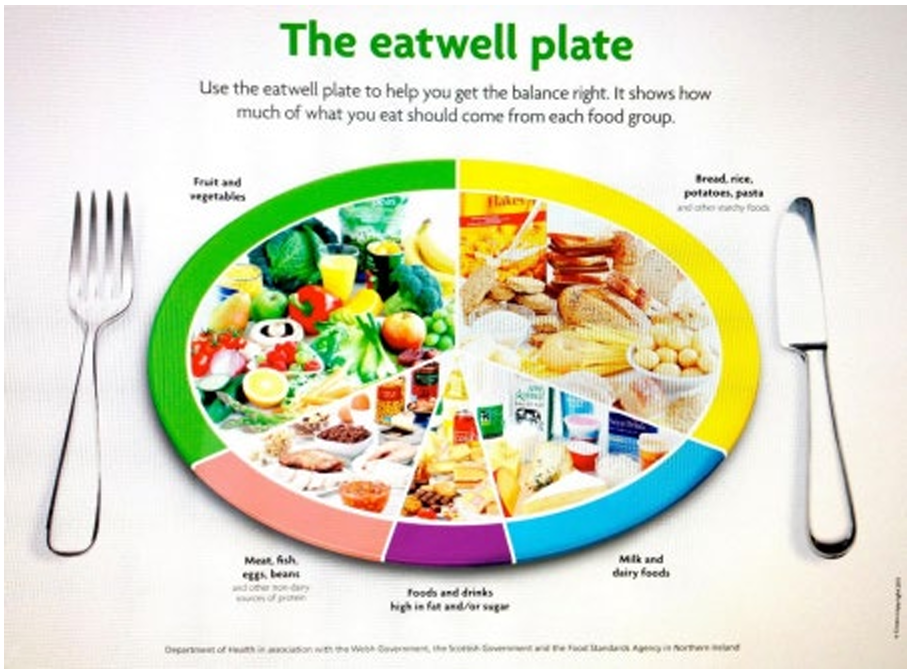 The eatwell plate
Use the eatwell plate to help you get the balance right. It shows how
much of what you eat should come from each food group.
Fruit and
vegetables
Bread, rice,
potatoes, pasta
and other starchy foods
Meat, fish,
eggs, beans
and other non-dairy
sources of protein
Foods and drinks
high in fat and/or sugar
Milk and
dairy foods
Department of Health in association with the Welsh Government, the Scottish Government and the Food Standards Agency in Northern Ireland